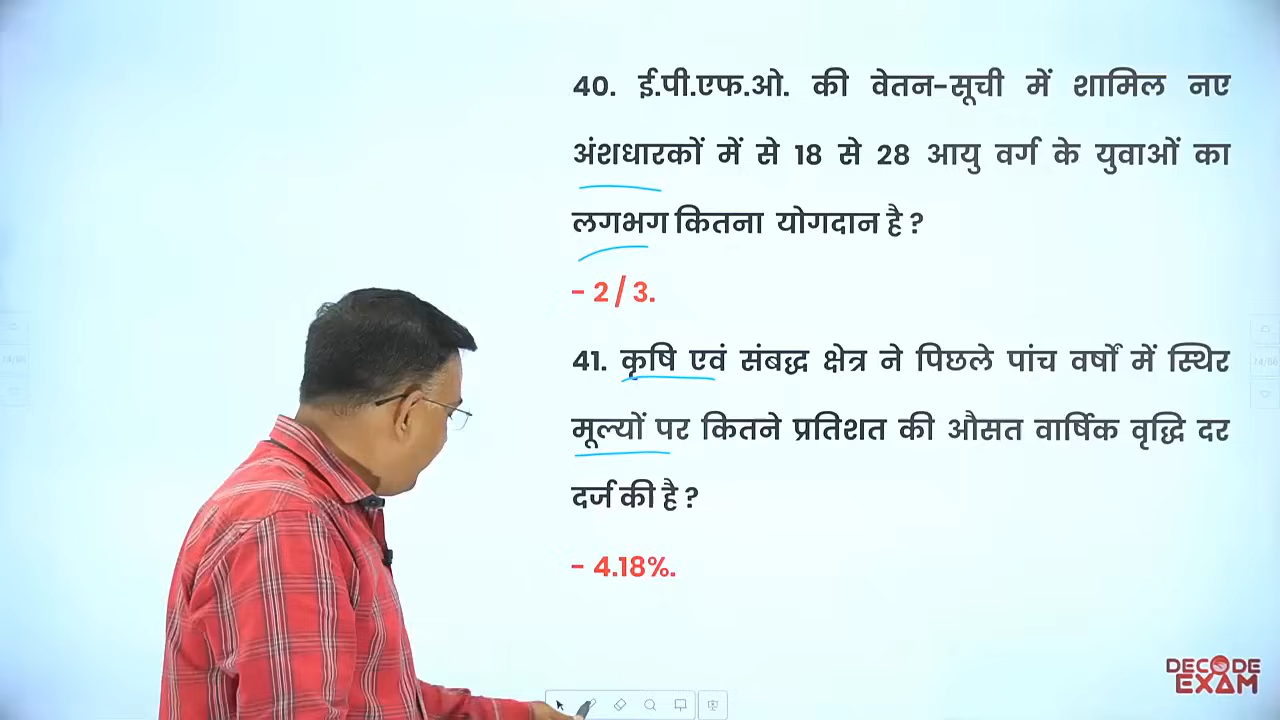 40. ई.पी.एफ.ओ. की वेतन-सूची में शामिल नए
अंशधारकों में से 18 से 28 आयु वर्ग के युवाओं का
लगभग कितना योगदान है ?
- 2 / 3.
41. कृषि एवं संबद्ध क्षेत्र ने पिछले पांच वर्षों में स्थिर
मूल्यों पर कितने प्रतिशत की औसत वार्षिक वृद्धि दर
दर्ज की है ?
- 4.18%.
DECODE
EXAM